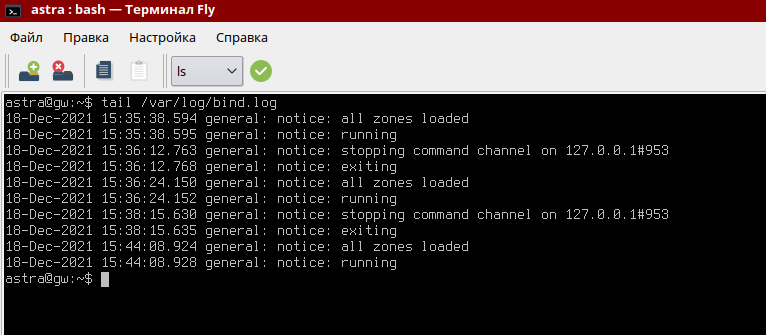 astra : bash — Терминал Fly
Файл Правка Настройка Справка
ls
astra@gw:~$ tail /var/log/bind.log
18-Dec-2021 15:35:38.594 general: notice: all zones loaded
18-Dec-2021 15:35:38.595 general: notice: running
18-Dec-2021 15:36:12.763 general: notice: stopping command channel on 127.0.0.1#953
18-Dec-2021 15:36:12.768 general: notice: exiting
18-Dec-2021 15:36:24.150 general: notice: all zones loaded
18-Dec-2021 15:36:24.152 general: notice: running
18-Dec-2021 15:38:15.630 general: notice: stopping command channel on 127.0.0.1#953
18-Dec-2021 15:38:15.635 general: notice: exiting
18-Dec-2021 15:44:08.924 general: notice: all zones loaded
18-Dec-2021 15:44:08.928 general: notice: running
astra@gw:~$